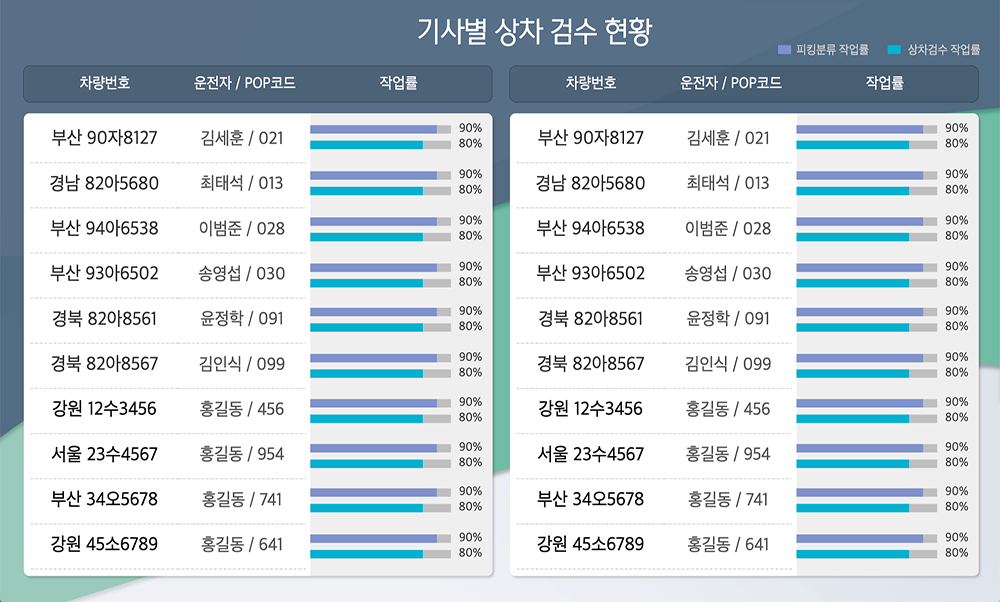 기사별 상차 검수 현황
피킹분류 작업률 상차검수 작업률
차량번호 운전자 / POP코드 작업률
부산 90자8127 김세훈 / 021 90% 80%
경남 82아5680 최태석 / 013 90% 80%
부산 94아6538 이범준 / 028 90% 80%
부산 93아6502 송영섭 / 030 90% 80%
경북 82아8561 윤정학 / 091 90% 80%
경북 82아8567 김인식 / 099 90% 80%
강원 12수3456 홍길동 / 456 90% 80%
서울 23수4567 홍길동 / 954 90% 80%
부산 34오5678 홍길동 / 741 90% 80%
강원 45소6789 홍길동 / 641 90% 80%
차량번호 운전자 / POP코드 작업률
부산 90자8127 김세훈 / 021 90% 80%
경남 82아5680 최태석 / 013 90% 80%
부산 94아6538 이범준 / 028 90% 80%
부산 93아6502 송영섭 / 030 90% 80%
경북 82아8561 윤정학 / 091 90% 80%
경북 82아8567 김인식 / 099 90% 80%
강원 12수3456 홍길동 / 456 90% 80%
서울 23수4567 홍길동 / 954 90% 80%
부산 34오5678 홍길동 / 741 90% 80%
강원 45소6789 홍길동 / 641 90% 80%